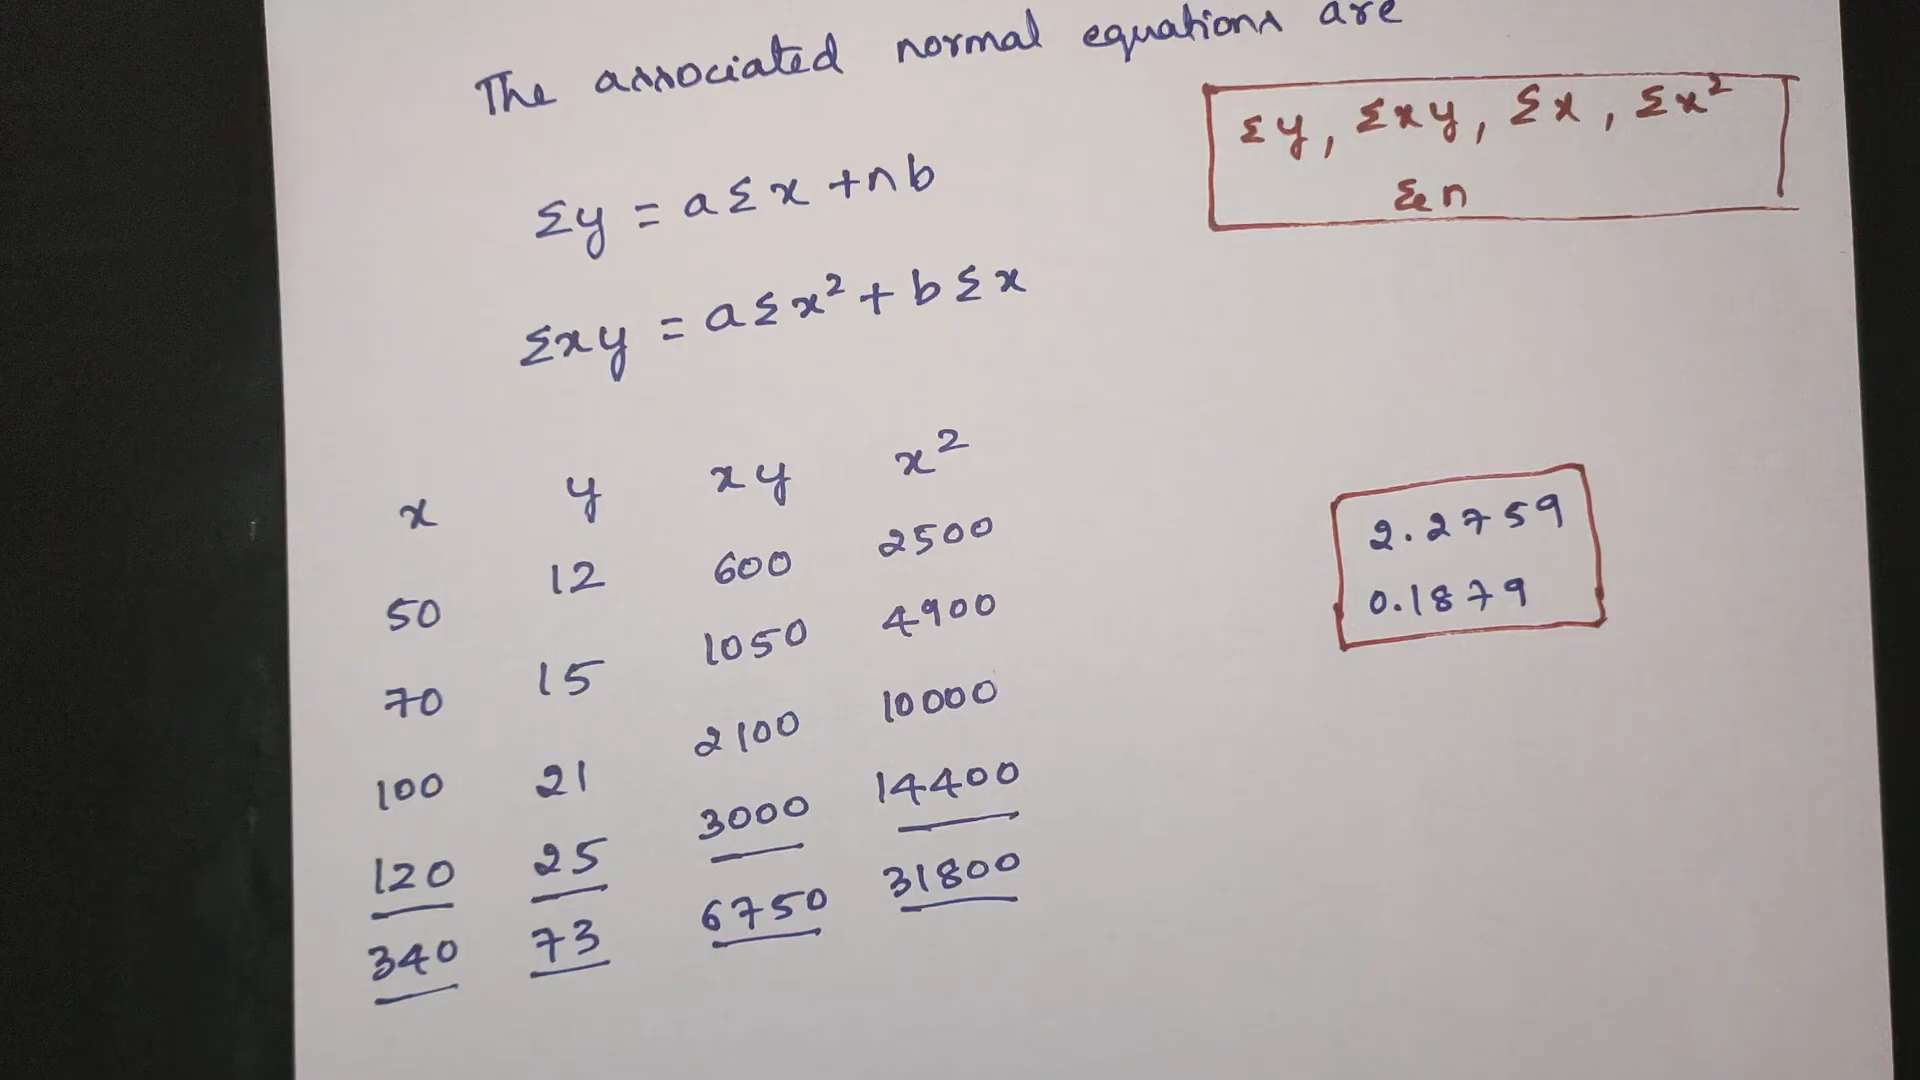 The associated normal equations are
Σy = aΣx + nb
Σxy = aΣx² + bΣx
Σy, Σxy, Σx, Σx²
& n
x y xy x²
50 12 600 2500
70 15 1050 4900
100 21 2100 10000
120 25 3000 14400
340 73 6750 31800
2.2759
0.1879